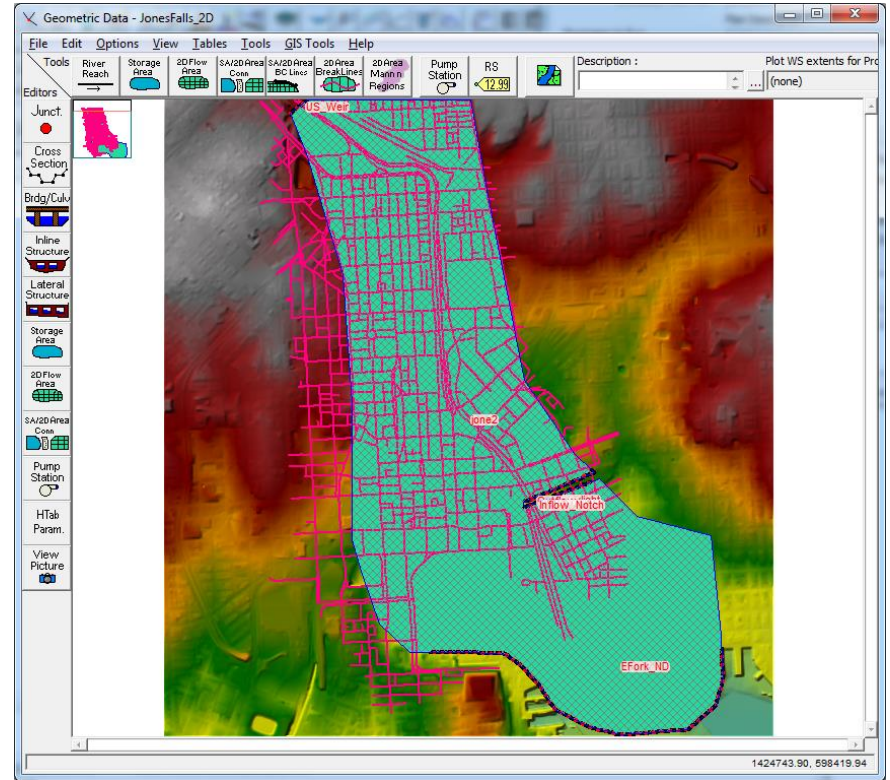 Geometric Data - JonesFalls_2D
File Edit Options View Tables Tools GIS Tools Help
Tools
Editors
River
Reach
Storage
Area
2D Flow
Area
SA/2D Area
Conn
SA/2D Area
BC Lines
2D Area
BreakLines
2D Area
Mann n
Regions
Pump
Station
RS
12.99
Description :
...
Plot WS extents for Pro
(none)
Junct.
Cross
Section
Brdg/Culv
Inline
Structure
Lateral
Structure
Storage
Area
2D Flow
Area
SA/2D Area
Conn
Pump
Station
HTab
Param.
View
Picture
US_Weir
jone2
Inflow_Notch
EFork_ND
1424743.90, 598419.94